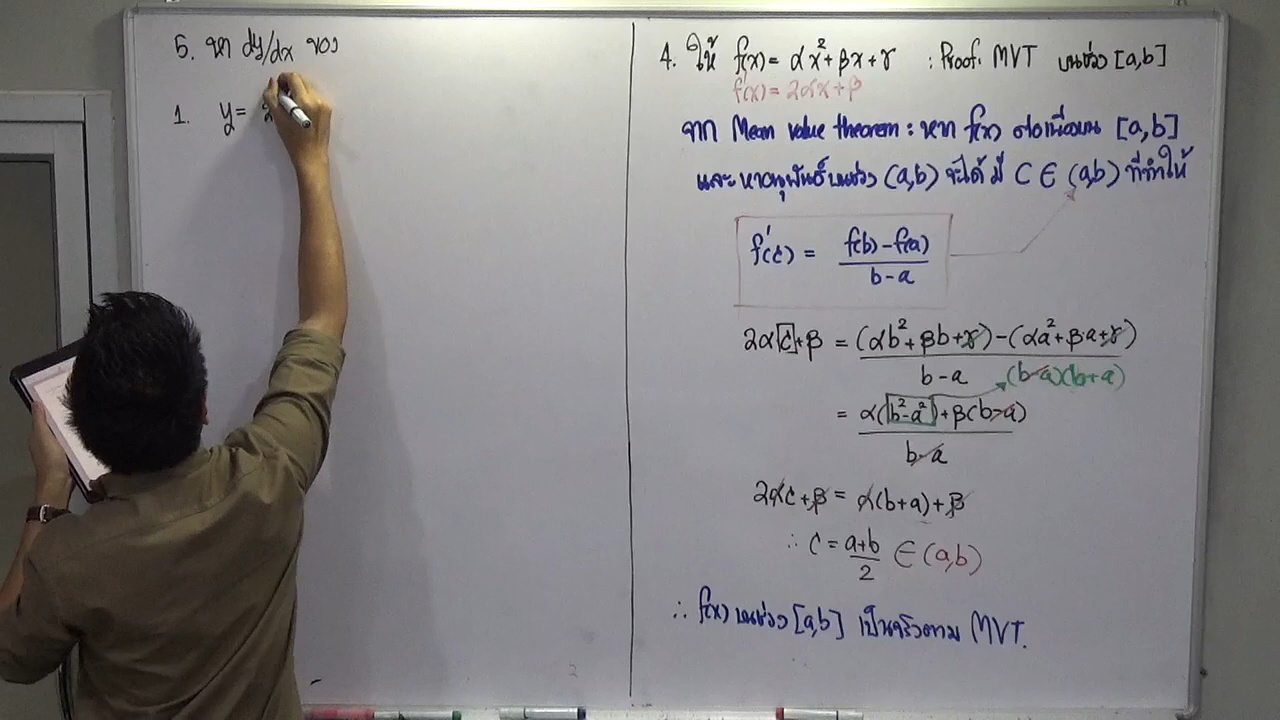 5. หา dy/dx ของ
1. y =
4. ให้ f(x) = αx² + βx + γ : Proof. MVT บนช่วง [a,b]
f'(x) = 2αx + β
จาก Mean value theorem : หาก f(x) ต่อเนื่องบน [a,b]
และหาอนุพันธ์บนช่วง (a,b) จะได้ มี C ∈ (a,b) ที่ทำให้
f'(c) = (f(b) - f(a)) / (b - a)
2αc + β = ((αb² + βb + γ) - (αa² + βa + γ)) / (b - a)
(b-a)(b+a)
= (α(b² - a²) + β(b - a)) / (b - a)
2αc + β = α(b+a) + β
∴ c = (a+b)/2 ∈ (a,b)
∴ f(x) บนช่วง [a,b] เป็นจริงตาม MVT.